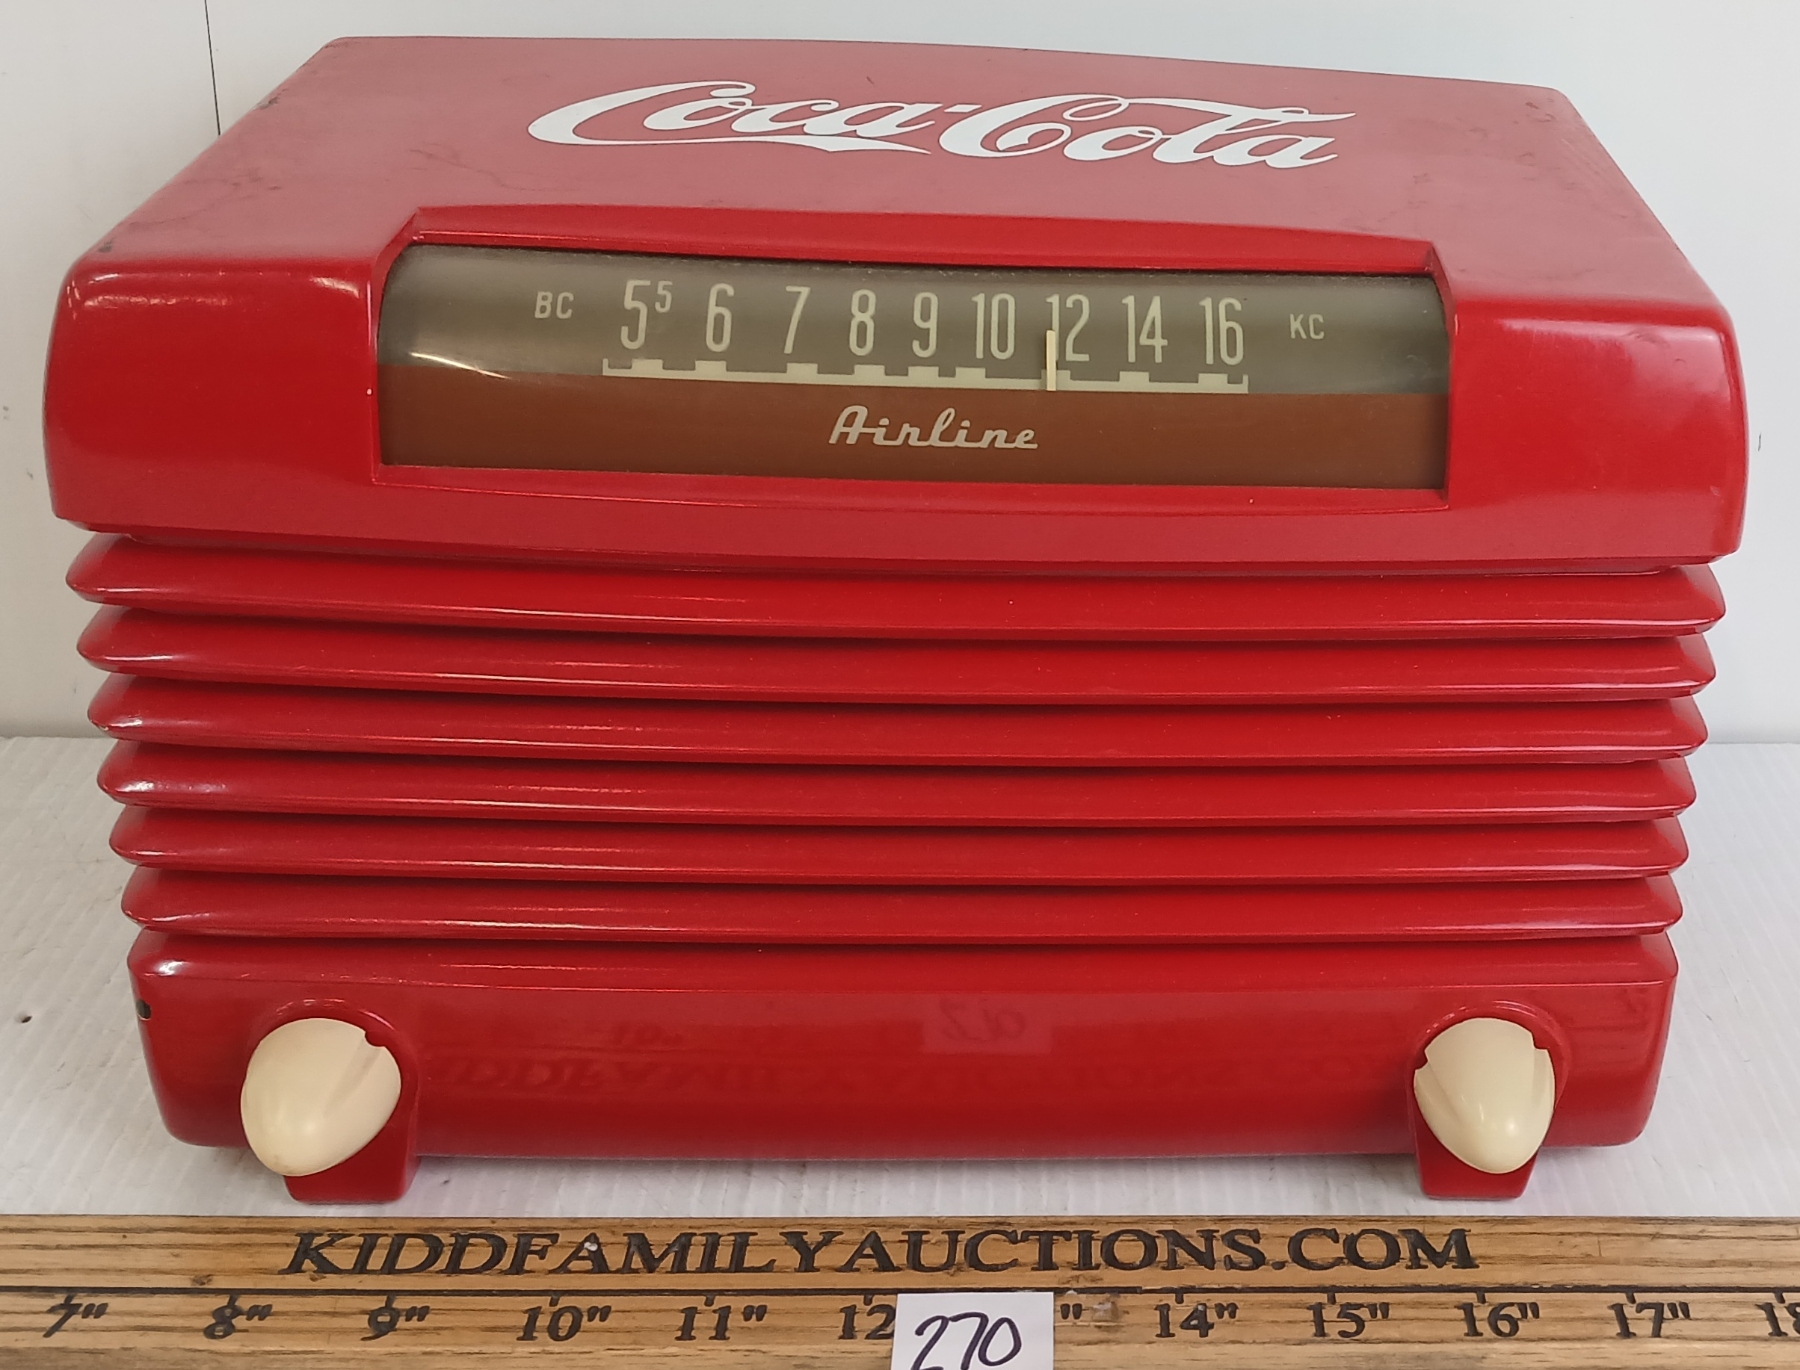 Coca-Cola
BC 5⁵ 6 7 8 9 10 12 14 16 KC
Airline
KIDDFAMILYAUCTIONS.COM
7" 8" 9" 10" 11" 12 " 14" 15" 16" 17" 18
270